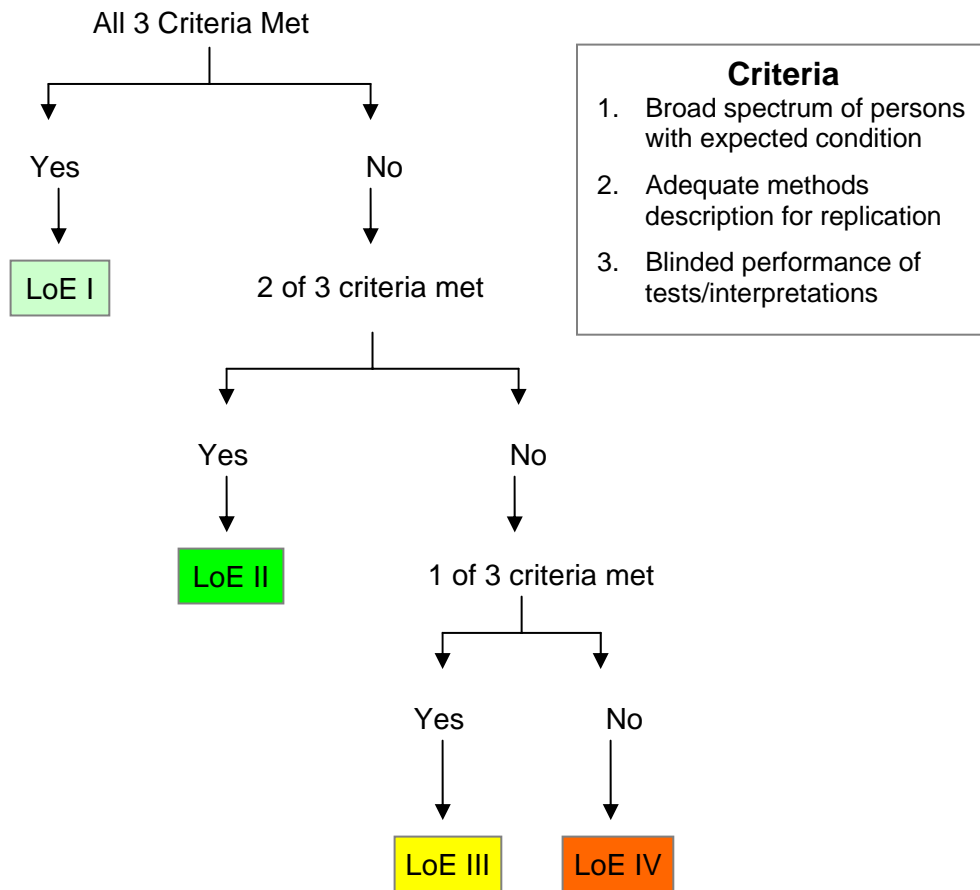 All 3 Criteria Met
Criteria
1. Broad spectrum of persons
with expected condition
2. Adequate methods
description for replication
3. Blinded performance of
tests/interpretations
Yes
No
LoE I
2 of 3 criteria met
Yes
No
LoE II
1 of 3 criteria met
Yes
No
LoE III
LoE IV